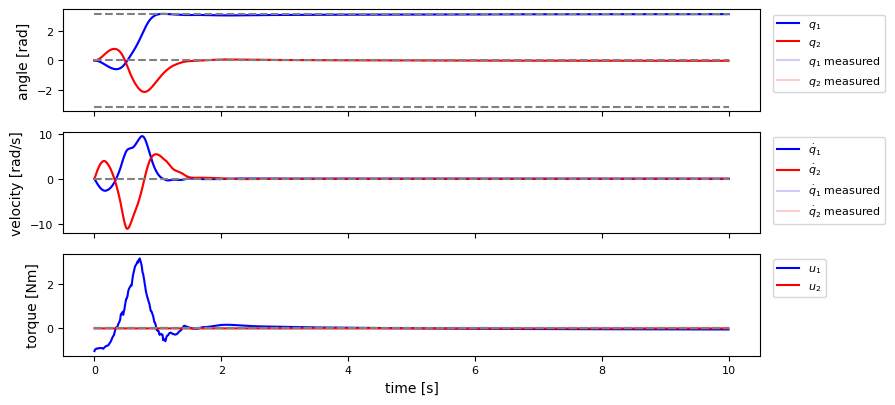 angle [rad]
2
0
−2
q₁
q₂
q₁ measured
q₂ measured
velocity [rad/s]
10
0
−10
q̇₁
q̇₂
q̇₁ measured
q̇₂ measured
torque [Nm]
2
0
u₁
u₂
0
2
4
6
8
10
time [s]